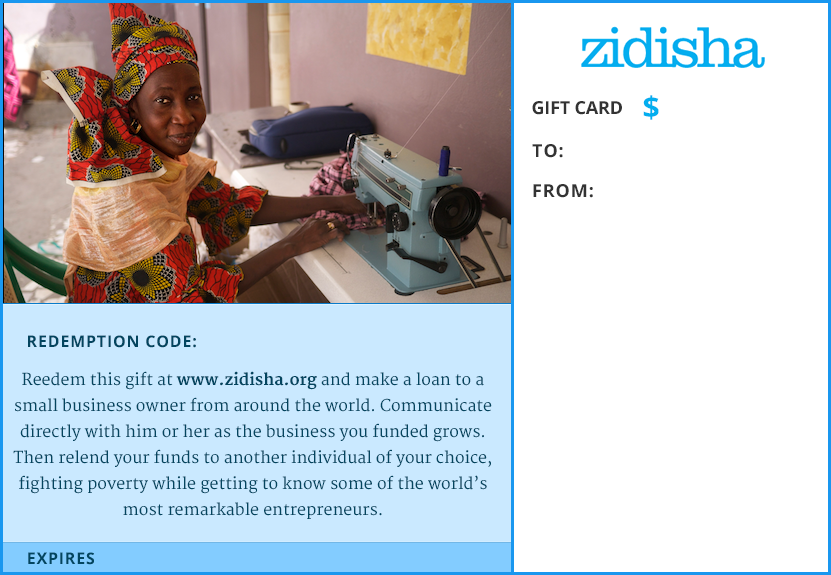 zidisha
GIFT CARD $
TO:
FROM:
REDEMPTION CODE:
Reedem this gift at www.zidisha.org and make a loan to a
small business owner from around the world. Communicate
directly with him or her as the business you funded grows.
Then relend your funds to another individual of your choice,
fighting poverty while getting to know some of the world’s
most remarkable entrepreneurs.
EXPIRES